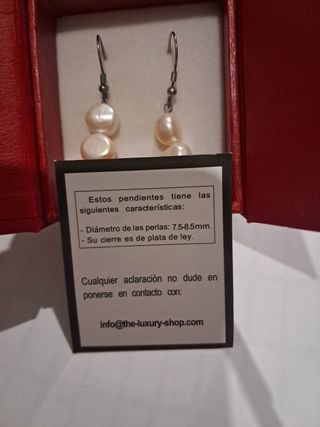 Estos pendientes tiene las
siguientes características:
- Diámetro de las perlas: 7.5-8.5mm.
- Su cierre es de plata de ley.
Cualquier aclaración no dude en
ponerse en contacto con:
info@the-luxury-shop.com